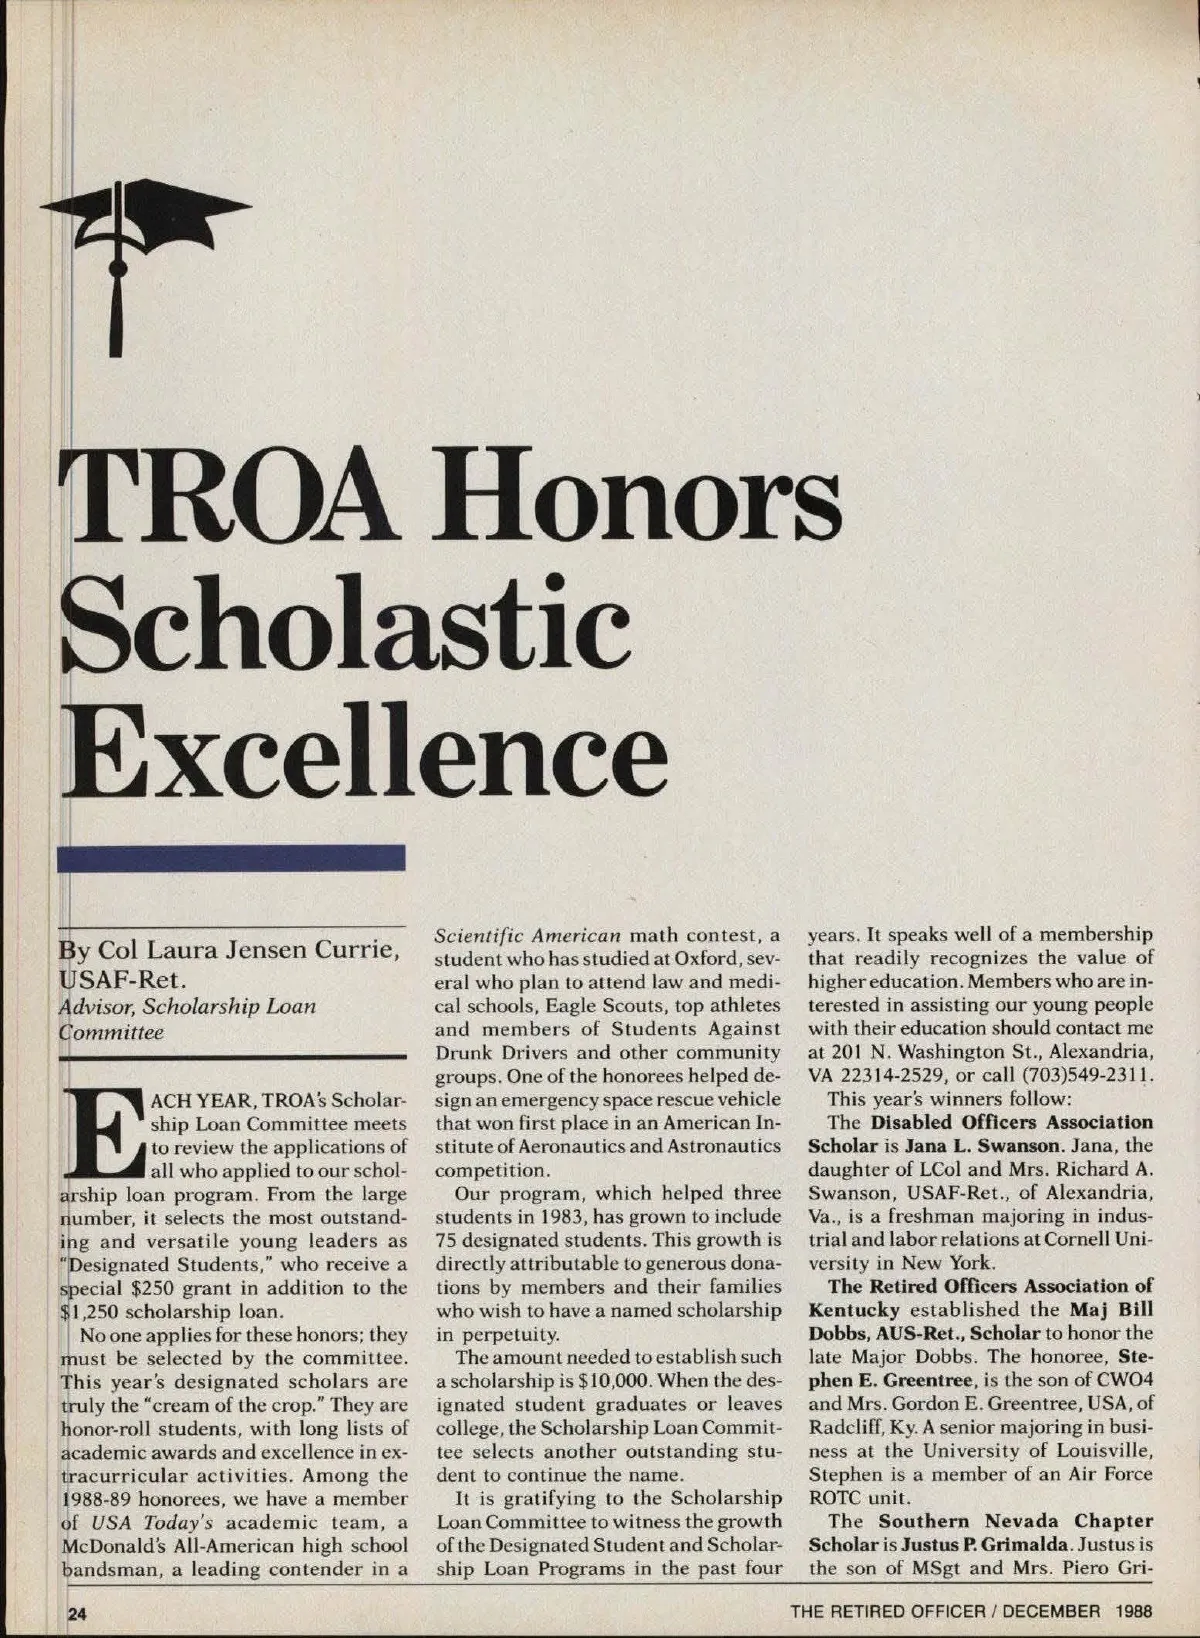 TROA Honors
Scholastic
Excellence
By Col Laura Jensen Currie,
USAF-Ret.
Advisor, Scholarship Loan
Committee
EACH YEAR, TROA's Scholar-
ship Loan Committee meets
to review the applications of
all who applied to our schol-
arship loan program. From the large
number, it selects the most outstand-
ing and versatile young leaders as
"Designated Students," who receive a
special $250 grant in addition to the
$1,250 scholarship loan.
No one applies for these honors; they
must be selected by the committee.
This year's designated scholars are
truly the "cream of the crop." They are
honor-roll students, with long lists of
academic awards and excellence in ex-
tracurricular activities. Among the
1988-89 honorees, we have a member
of USA Today's academic team, a
McDonald's All-American high school
bandsman, a leading contender in a
Scientific American math contest, a
student who has studied at Oxford, sev-
eral who plan to attend law and medi-
cal schools, Eagle Scouts, top athletes
and members of Students Against
Drunk Drivers and other community
groups. One of the honorees helped de-
sign an emergency space rescue vehicle
that won first place in an American In-
stitute of Aeronautics and Astronautics
competition.
Our program, which helped three
students in 1983, has grown to include
75 designated students. This growth is
directly attributable to generous dona-
tions by members and their families
who wish to have a named scholarship
in perpetuity.
The amount needed to establish such
a scholarship is $10,000. When the des-
ignated student graduates or leaves
college, the Scholarship Loan Commit-
tee selects another outstanding stu-
dent to continue the name.
It is gratifying to the Scholarship
Loan Committee to witness the growth
of the Designated Student and Scholar-
ship Loan Programs in the past four
years. It speaks well of a membership
that readily recognizes the value of
higher education. Members who are in-
terested in assisting our young people
with their education should contact me
at 201 N. Washington St., Alexandria,
VA 22314-2529, or call (703)549-2311.
This year's winners follow:
The Disabled Officers Association
Scholar is Jana L. Swanson. Jana, the
daughter of LCol and Mrs. Richard A.
Swanson, USAF-Ret., of Alexandria,
Va., is a freshman majoring in indus-
trial and labor relations at Cornell Uni-
versity in New York.
The Retired Officers Association of
Kentucky established the Maj Bill
Dobbs, AUS-Ret., Scholar to honor the
late Major Dobbs. The honoree, Ste-
phen E. Greentree, is the son of CWO4
and Mrs. Gordon E. Greentree, USA, of
Radcliff, Ky. A senior majoring in busi-
ness at the University of Louisville,
Stephen is a member of an Air Force
ROTC unit.
The Southern Nevada Chapter
Scholar is Justus P. Grimalda. Justus is
the son of MSgt and Mrs. Piero Gri-
24
THE RETIRED OFFICER / DECEMBER 1988